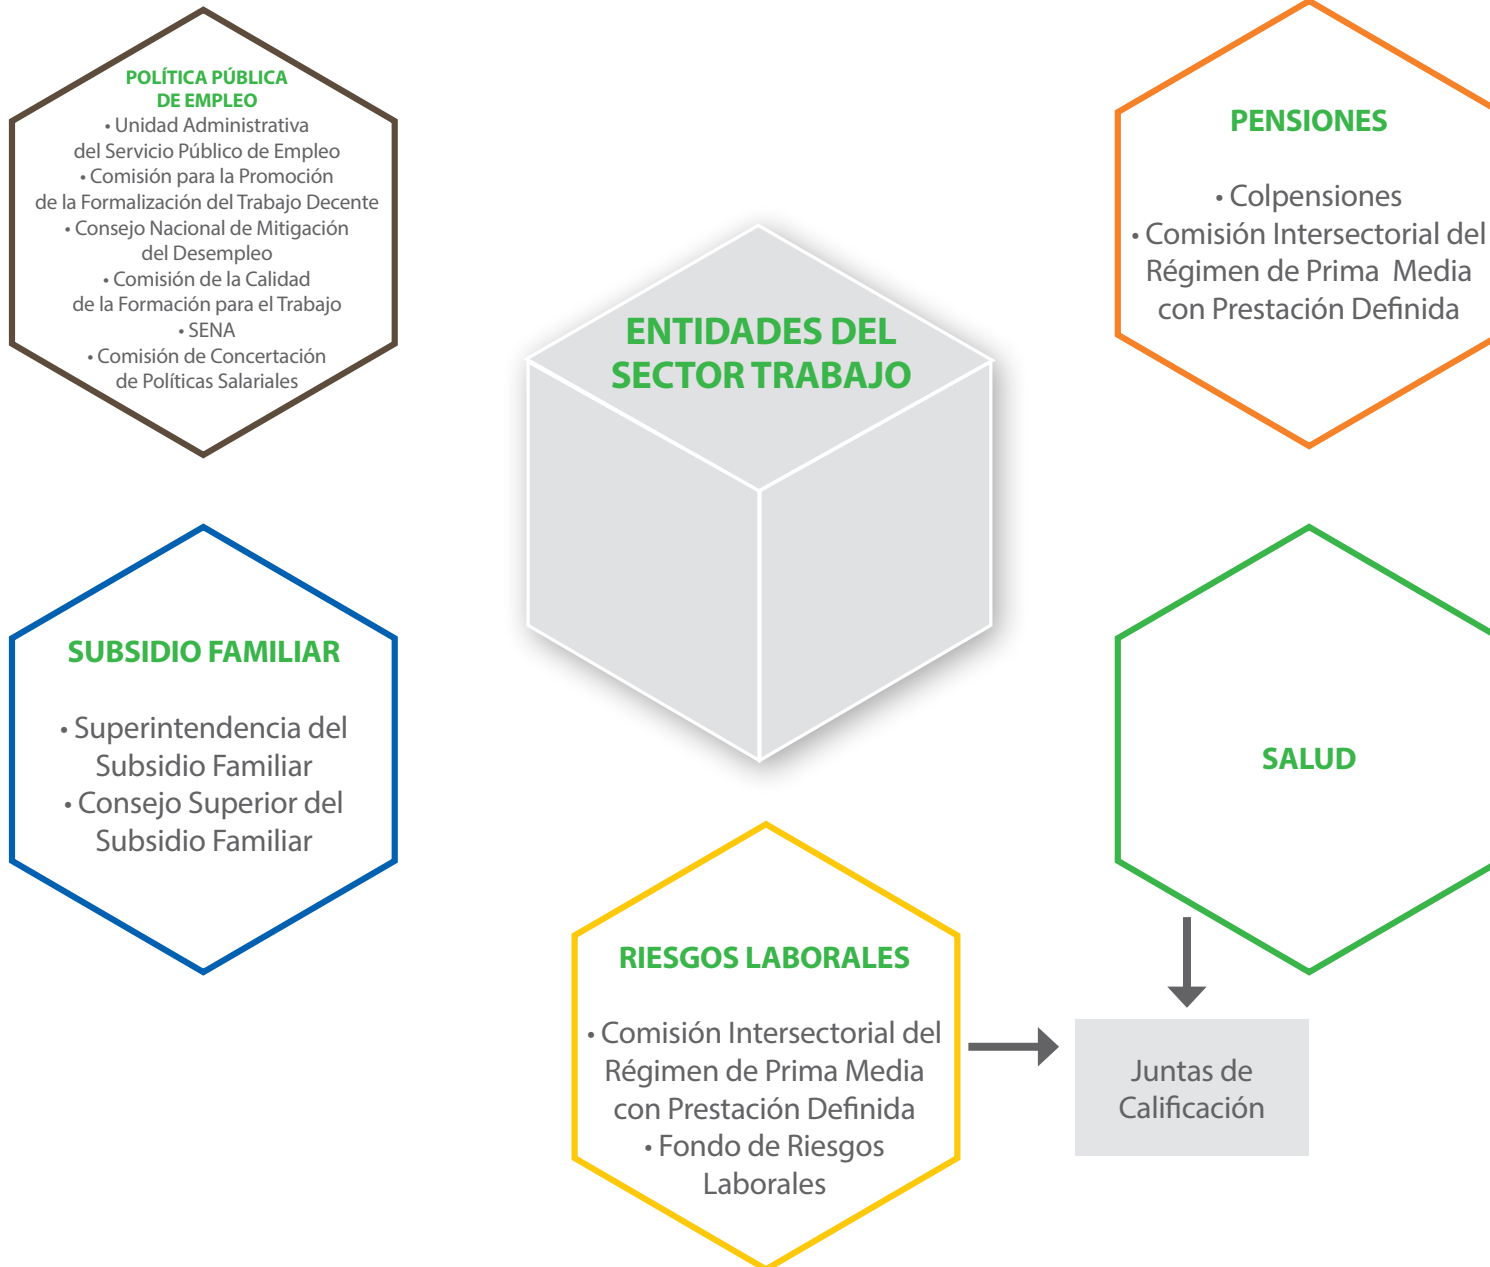 POLÍTICA PÚBLICA
DE EMPLEO
• Unidad Administrativa
del Servicio Público de Empleo
• Comisión para la Promoción
de la Formalización del Trabajo Decente
• Consejo Nacional de Mitigación
del Desempleo
• Comisión de la Calidad
de la Formación para el Trabajo
• SENA
• Comisión de Concertación
de Políticas Salariales
PENSIONES
• Colpensiones
• Comisión Intersectorial del
Régimen de Prima Media
con Prestación Definida
ENTIDADES DEL
SECTOR TRABAJO
SUBSIDIO FAMILIAR
• Superintendencia del
Subsidio Familiar
• Consejo Superior del
Subsidio Familiar
SALUD
RIESGOS LABORALES
• Comisión Intersectorial del
Régimen de Prima Media
con Prestación Definida
• Fondo de Riesgos
Laborales
Juntas de
Calificación